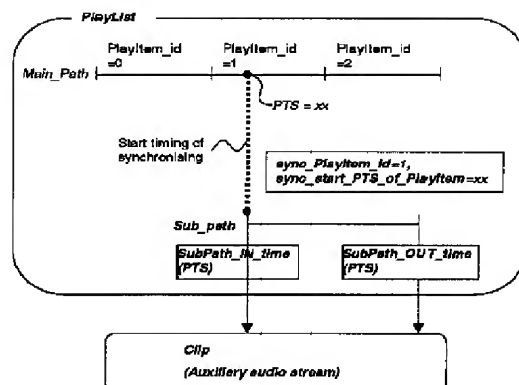 PlayList
PlayItem_id
=0
PlayItem_id
=1
PlayItem_id
=2
Main_Path
PTS = xx
Start timing of
synchronising
sync_PlayItem_Id=1,
sync_start_PTS_of_PlayItem=xx
Sub_path
SubPath_IN_time
(PTS)
SubPath_OUT_time
(PTS)
Clip
(Auxiliary audio stream)